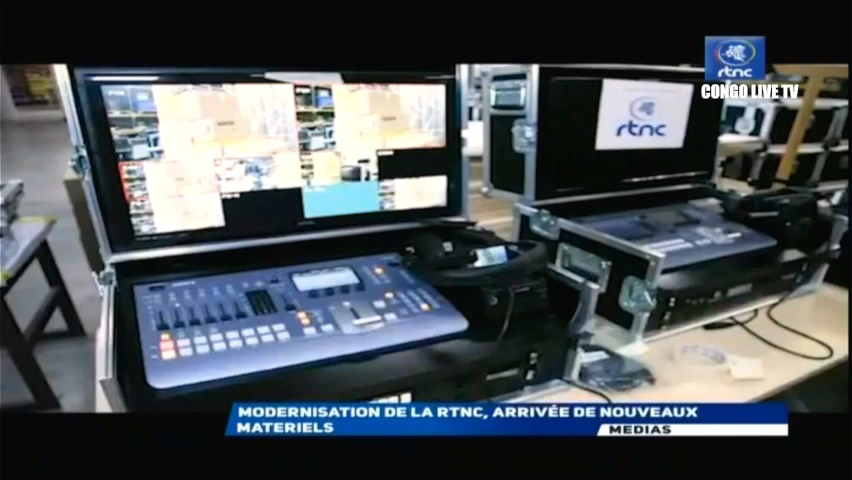 rtnc
CONGO LIVE TV
rtnc
MODERNISATION DE LA RTNC, ARRIVÉE DE NOUVEAUX
MATERIELS
MEDIAS